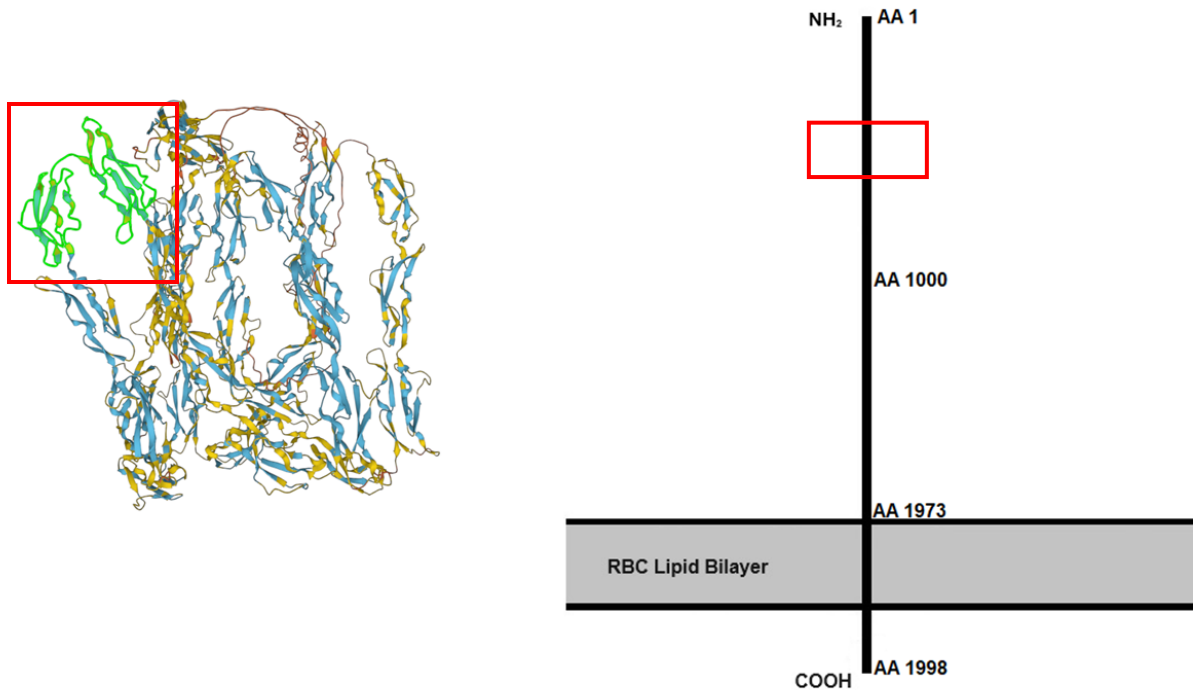 NH₂
AA 1
AA 1000
AA 1973
RBC Lipid Bilayer
AA 1998
COOH